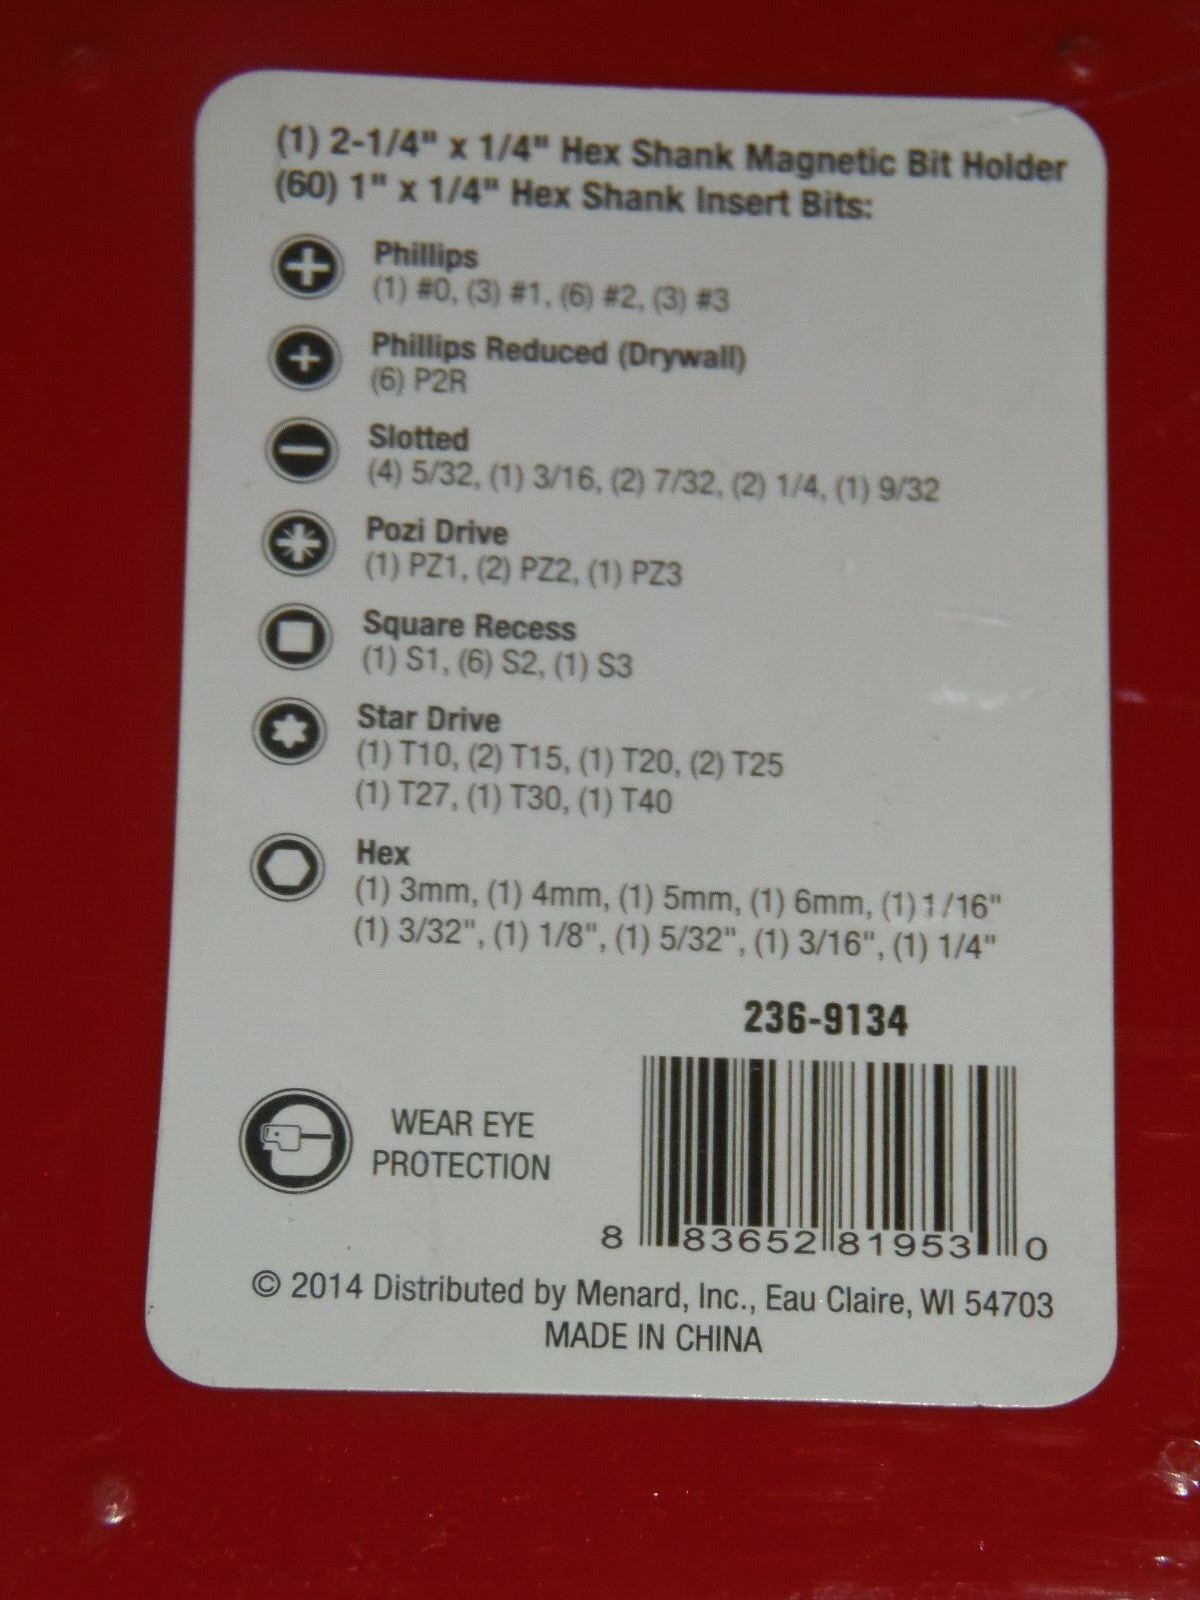 (1) 2-1/4" x 1/4" Hex Shank Magnetic Bit Holder
(60) 1" x 1/4" Hex Shank Insert Bits:
Phillips
(1) #0, (3) #1, (6) #2, (3) #3
Phillips Reduced (Drywall)
(6) P2R
Slotted
(4) 5/32, (1) 3/16, (2) 7/32, (2) 1/4, (1) 9/32
Pozi Drive
(1) PZ1, (2) PZ2, (1) PZ3
Square Recess
(1) S1, (6) S2, (1) S3
Star Drive
(1) T10, (2) T15, (1) T20, (2) T25
(1) T27, (1) T30, (1) T40
Hex
(1) 3mm, (1) 4mm, (1) 5mm, (1) 6mm, (1) 1/16"
(1) 3/32", (1) 1/8", (1) 5/32", (1) 3/16", (1) 1/4"
236-9134
WEAR EYE
PROTECTION
8 83652 81953 0
© 2014 Distributed by Menard, Inc., Eau Claire, WI 54703
MADE IN CHINA